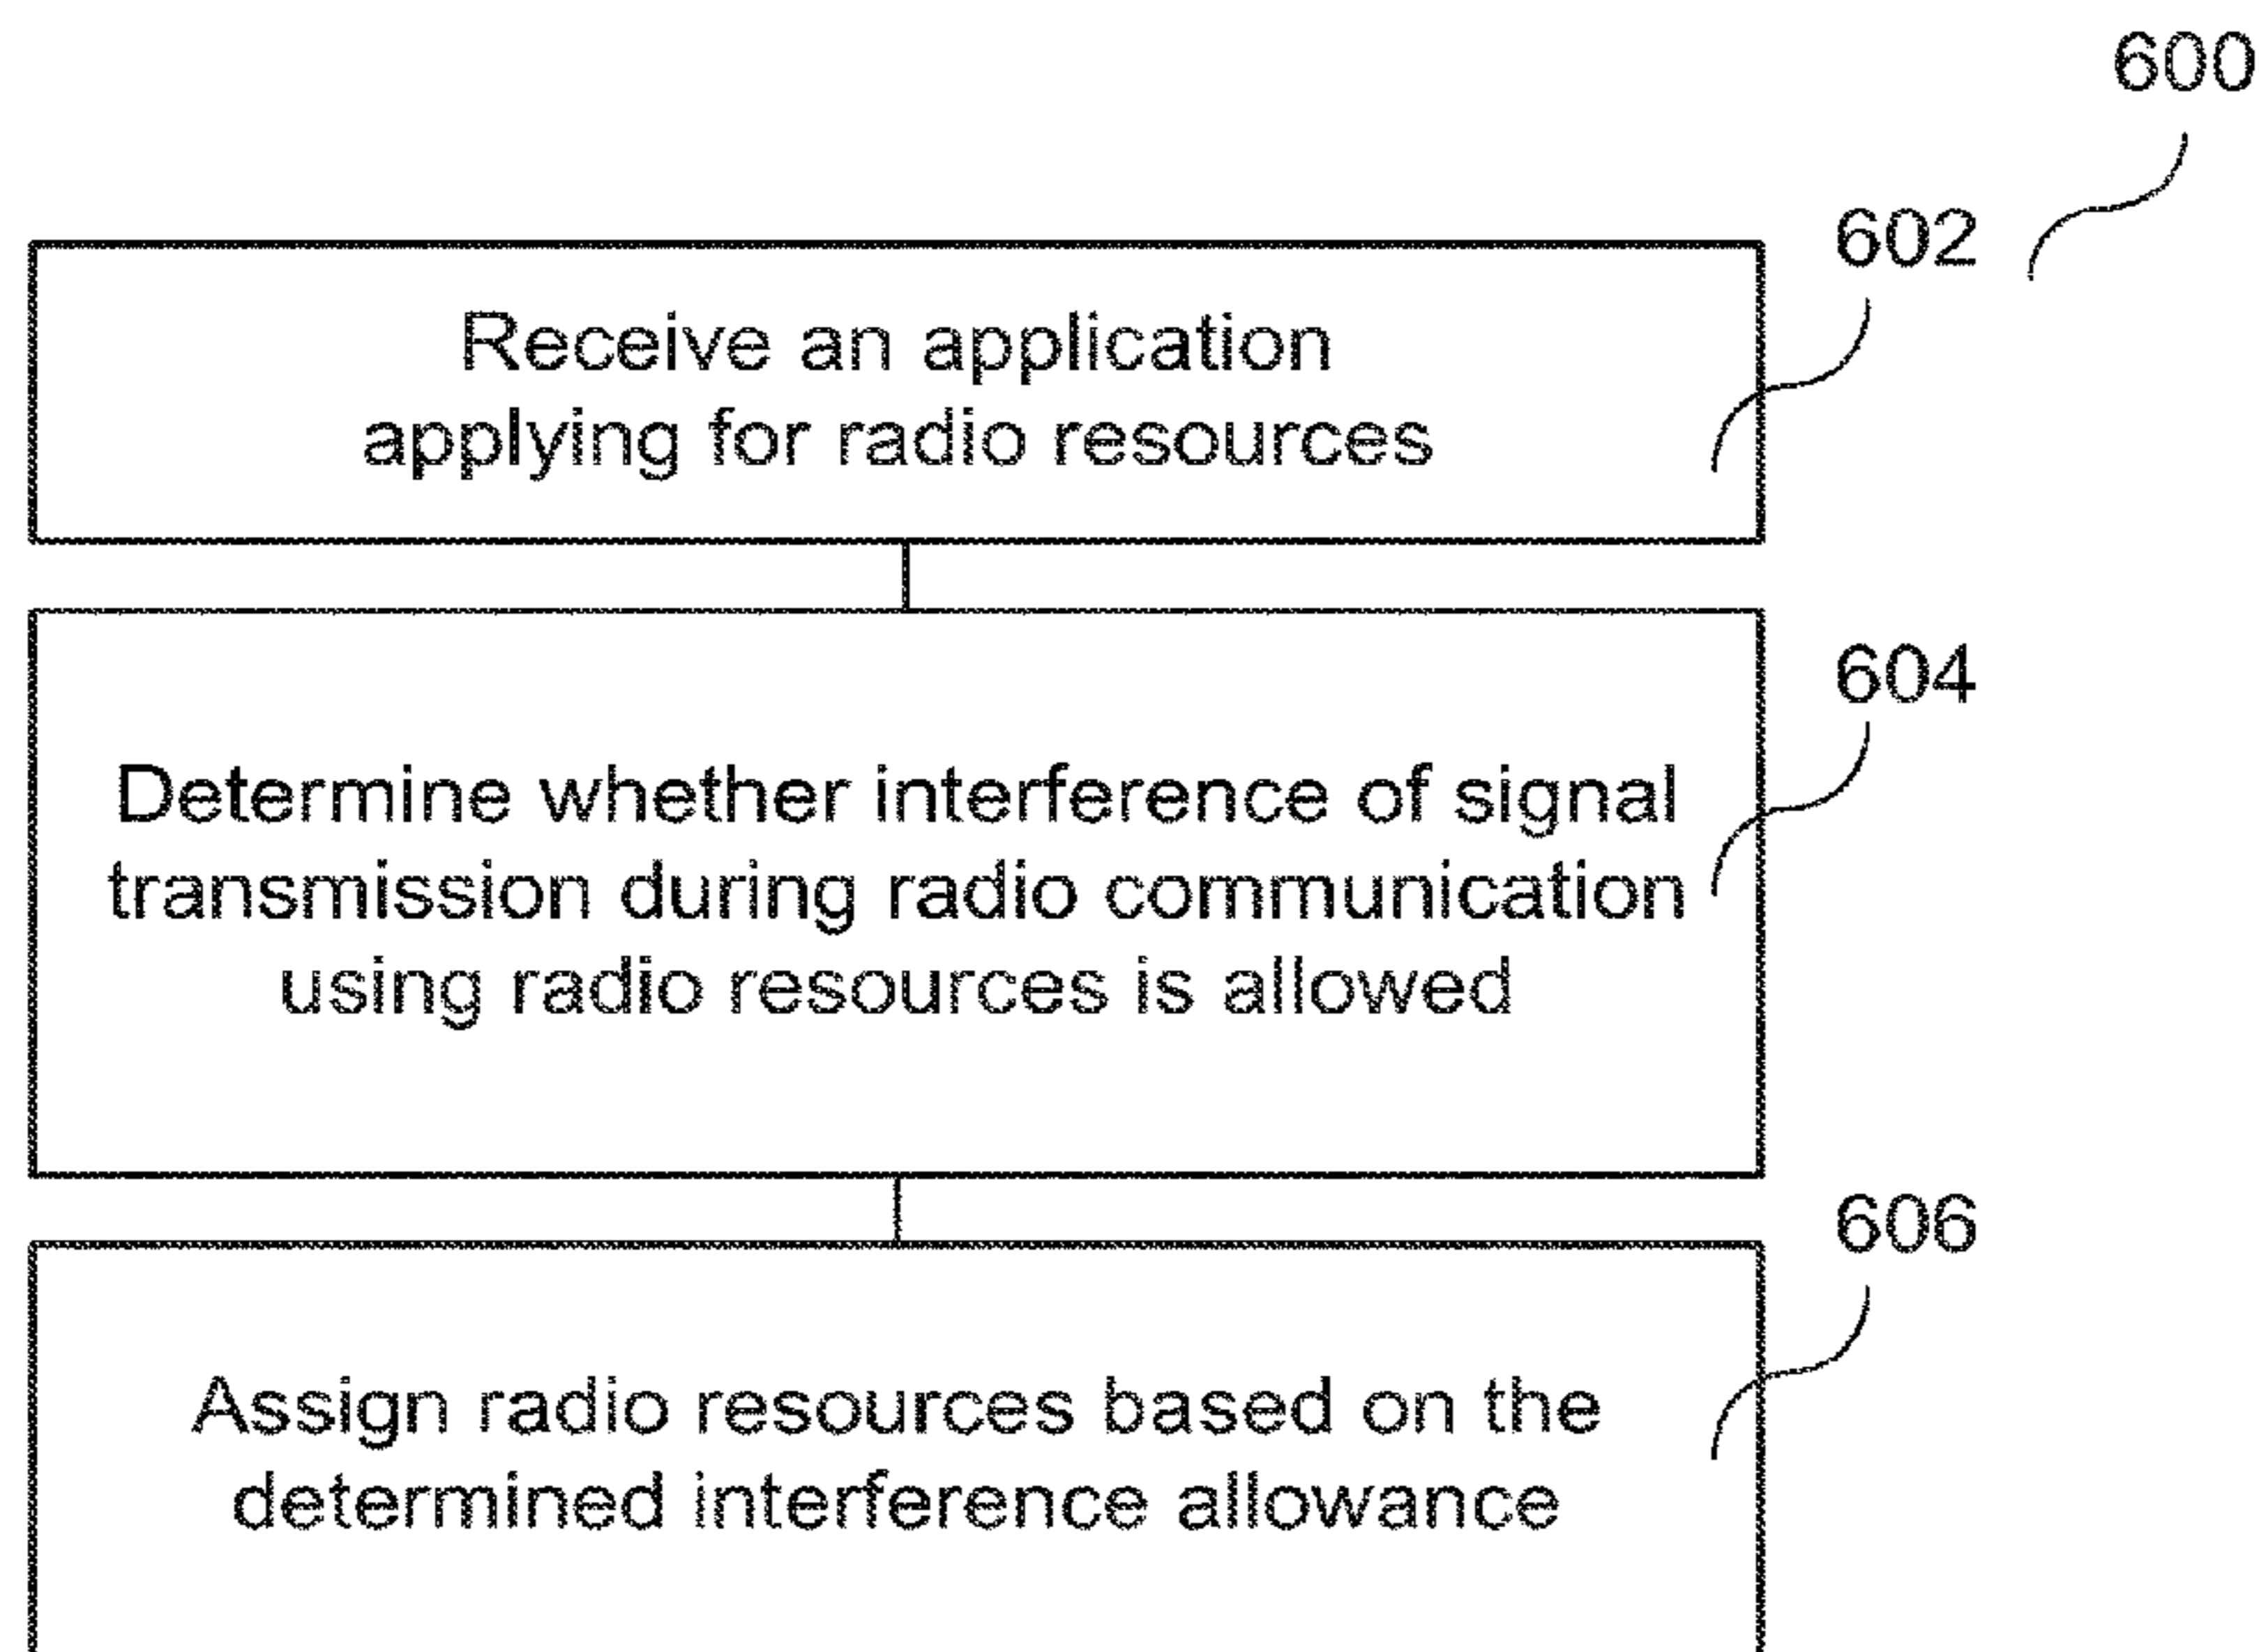 600
602
Receive an application
applying for radio resources
604
Determine whether interference of signal
transmission during radio communication
using radio resources is allowed
606
Assign radio resources based on the
determined interference allowance